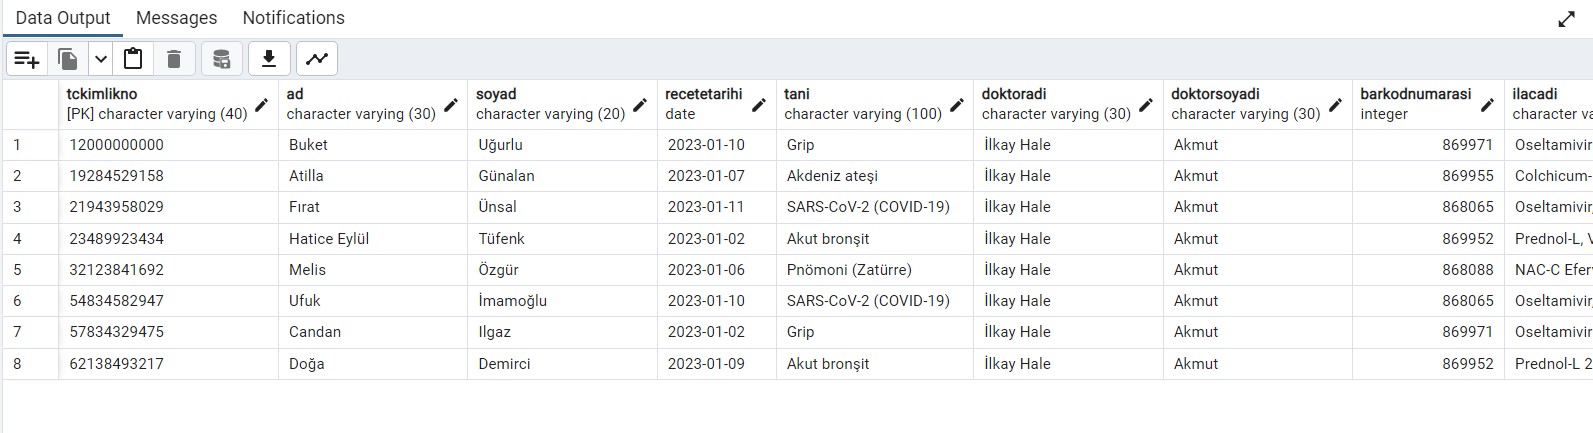 Data Output Messages Notifications
tckimlikno ad soyad recetetarihi tani doktoradi doktorsoyadi barkodnumarasi ilacadi
[PK] character varying (40) character varying (30) character varying (20) date character varying (100) character varying (30) character varying (30) integer character va
1 12000000000 Buket Uğurlu 2023-01-10 Grip İlkay Hale Akmut 869971 Oseltamivir
2 19284529158 Atilla Günalan 2023-01-07 Akdeniz ateşi İlkay Hale Akmut 869955 Colchicum-
3 21943958029 Fırat Ünsal 2023-01-11 SARS-CoV-2 (COVID-19) İlkay Hale Akmut 868065 Oseltamivir,
4 23489923434 Hatice Eylül Tüfenk 2023-01-02 Akut bronşit İlkay Hale Akmut 869952 Prednol-L, V
5 32123841692 Melis Özgür 2023-01-06 Pnömoni (Zatürre) İlkay Hale Akmut 868088 NAC-C Eferv
6 54834582947 Ufuk İmamoğlu 2023-01-10 SARS-CoV-2 (COVID-19) İlkay Hale Akmut 868065 Oseltamivir,
7 57834329475 Candan Ilgaz 2023-01-02 Grip İlkay Hale Akmut 869971 Oseltamivir
8 62138493217 Doğa Demirci 2023-01-09 Akut bronşit İlkay Hale Akmut 869952 Prednol-L 2